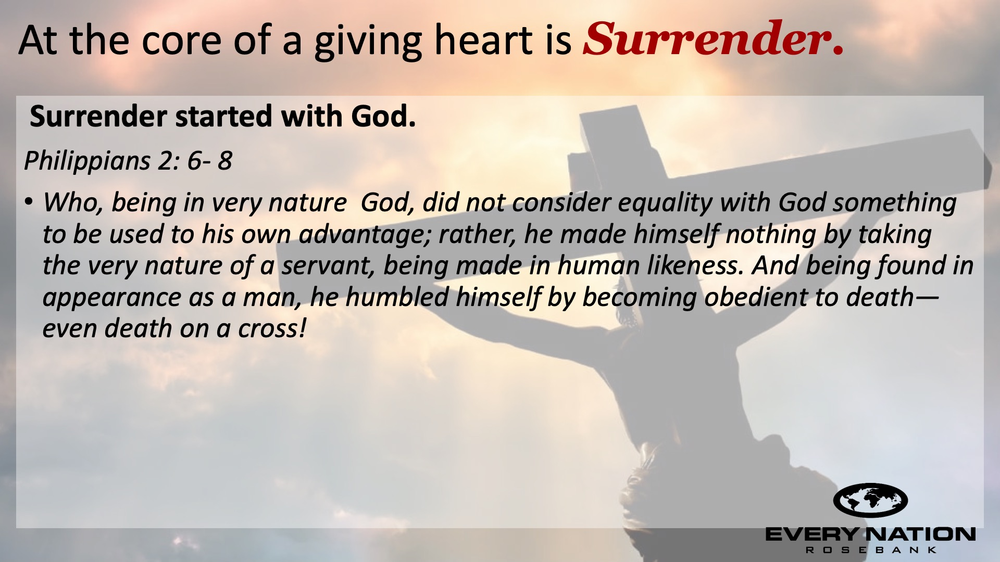 At the core of a giving heart is Surrender.
Surrender started with God.
Philippians 2: 6- 8
• Who, being in very nature  God, did not consider equality with God something
to be used to his own advantage; rather, he made himself nothing by taking
the very nature of a servant, being made in human likeness. And being found in
appearance as a man, he humbled himself by becoming obedient to death—
even death on a cross!
EVERY NATION
ROSEBANK